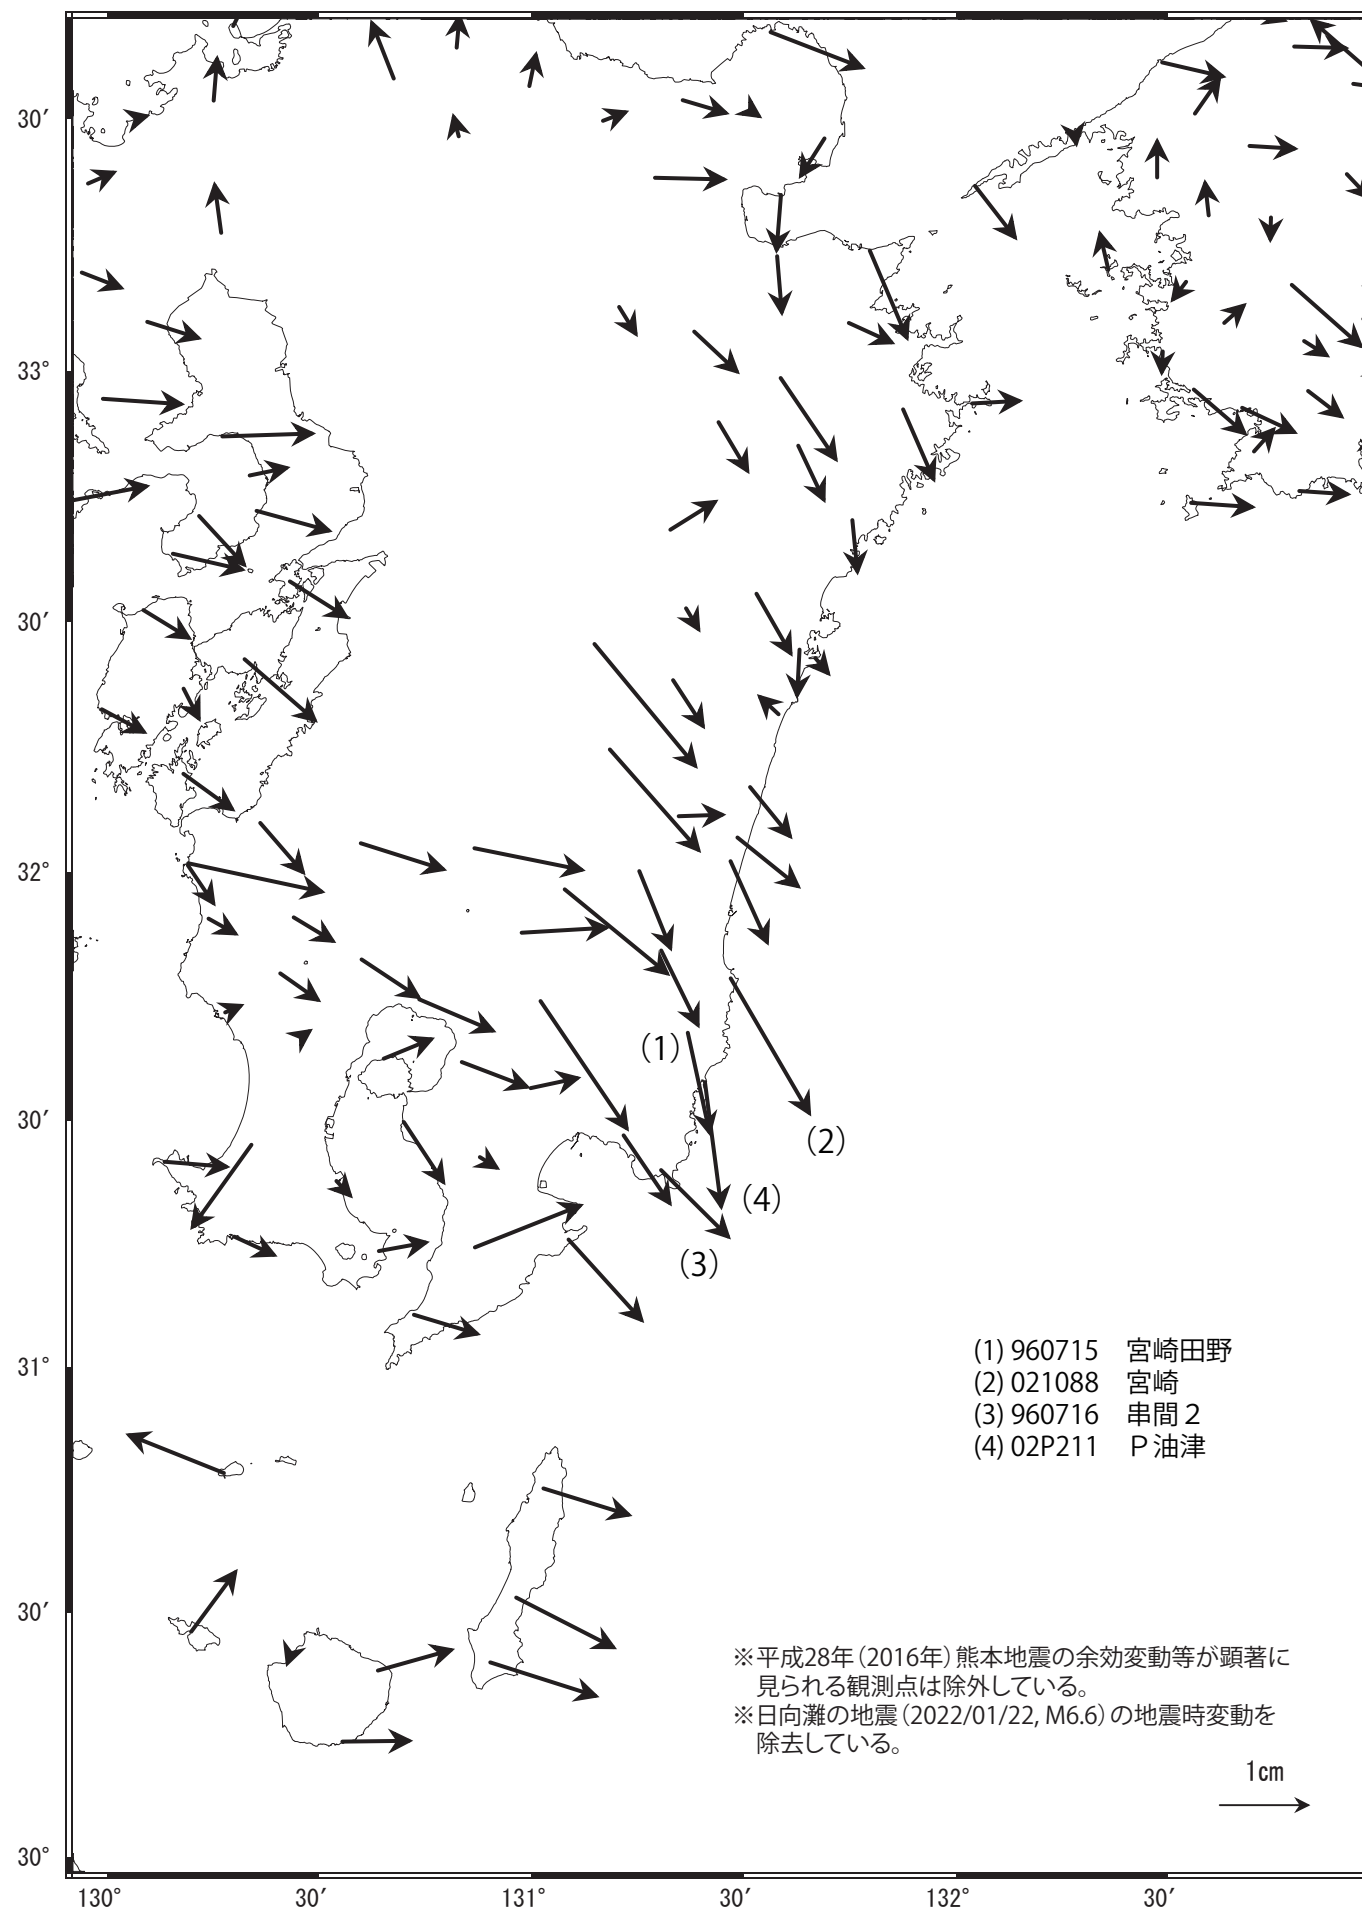 30′
33°
30′
32°
30′
31°
30′
30°
(1)
(2)
(4)
(3)
(1) 960715 宮崎田野
(2) 021088 宮崎
(3) 960716 串間２
(4) 02P211 Ｐ油津
※平成28年（2016年）熊本地震の余効変動等が顕著に
見られる観測点は除外している。
※日向灘の地震（2022/01/22, M6.6）の地震時変動を
除去している。
1cm
130° 30′ 131° 30′ 132° 30′